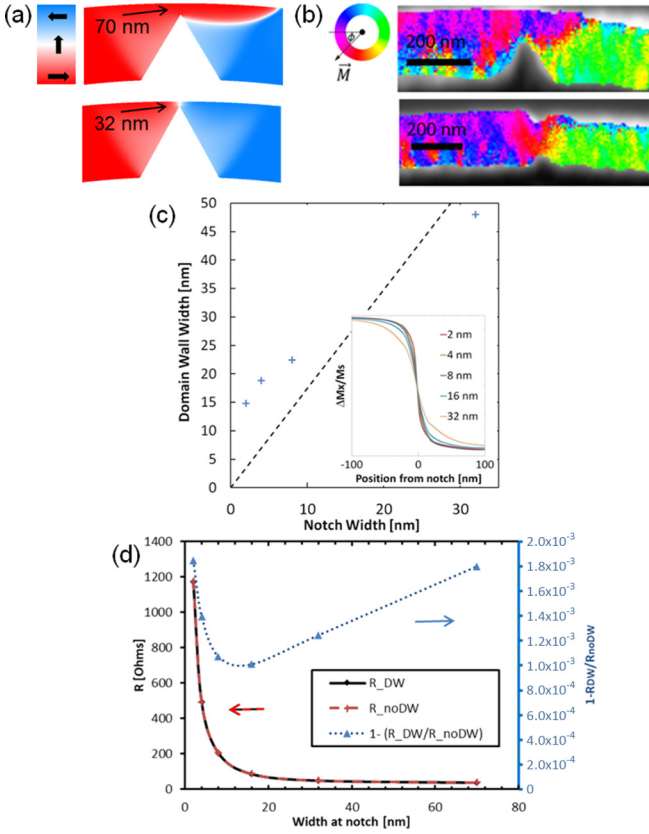 (a)
70 nm
32 nm
(b)
ϕ
M
200 nm
200 nm
(c)
Domain Wall Width [nm]
50
45
40
35
30
25
20
15
10
5
0
0 10 20 30
Notch Width [nm]
ΔMx/Ms
2 nm
4 nm
8 nm
16 nm
32 nm
-100 0 100
Position from notch [nm]
(d)
R [Ohms]
1400
1200
1000
800
600
400
200
0
0 20 40 60 80
Width at notch [nm]
R_DW
R_noDW
1- (R_DW/R_noDW)
2.0x10⁻³
1.8x10⁻³
1.6x10⁻³
1.4x10⁻³
1.2x10⁻³
1.0x10⁻³
8.0x10⁻⁴
6.0x10⁻⁴
4.0x10⁻⁴
2.0x10⁻⁴
0
1-RDW/RnoDW